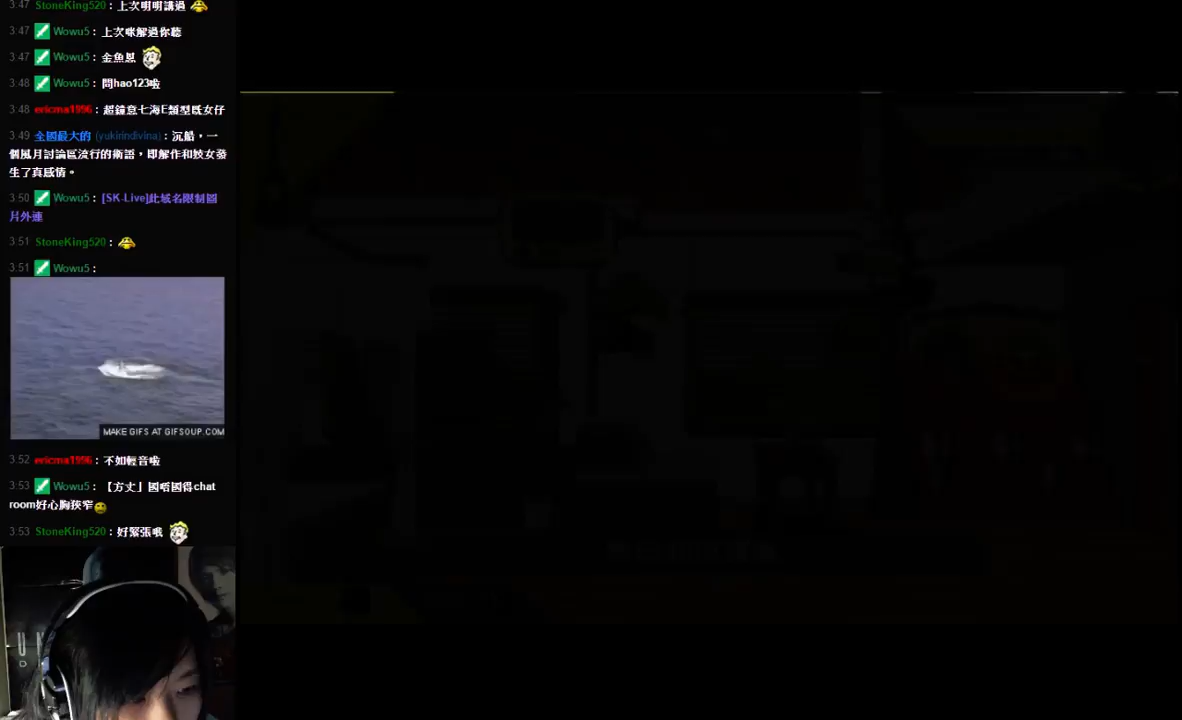 3:47 StoneKing520: 上次明明講過
3:47 Wowu5: 上次咪解過你聽
3:47 Wowu5: 金魚佬
3:48 Wowu5: 問hao123啦
3:48 ericma1996: 超鐘意七海E類型既女仔
3:49 全國最大的 (yukirindivina): 沉船，一
個風月討論區流行的術語，即解作和妓女發
生了真感情。
3:50 Wowu5: [SK-Live]此域名限制圖
片外連
3:51 StoneKing520:
3:51 Wowu5:
MAKE GIFS AT GIFSOUP.COM
3:52 ericma1996: 不如輕音啦
3:53 Wowu5: 【方丈」國唔國得chat
room好心胸狹窄
3:53 StoneKing520: 好緊張哦